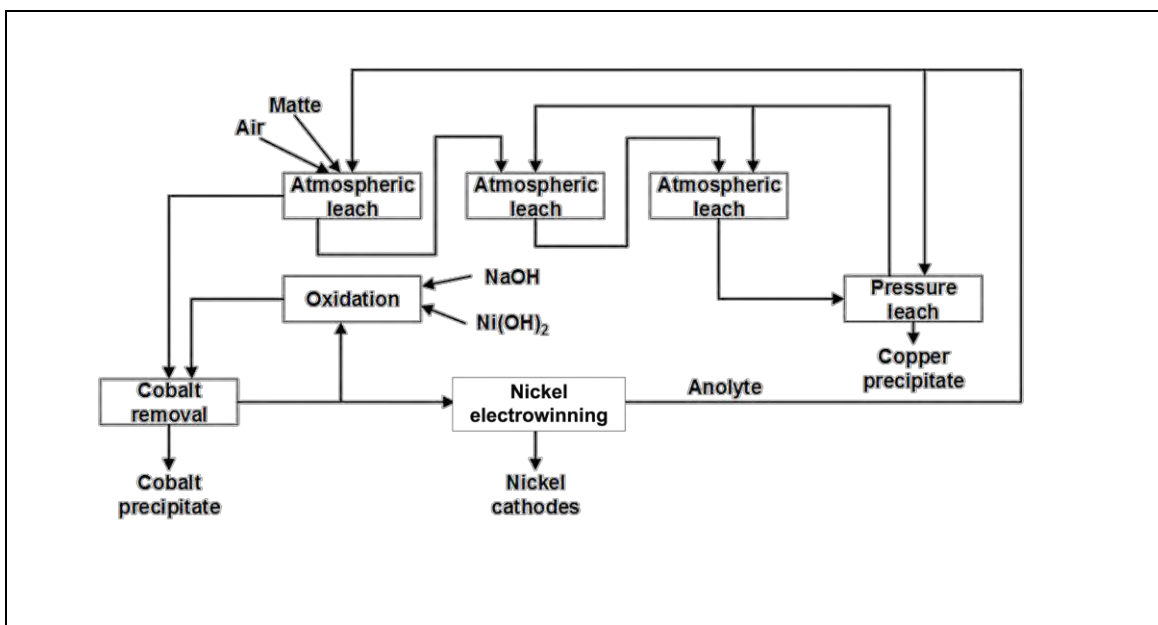 Matte
Air
Atmospheric
leach
Atmospheric
leach
Atmospheric
leach
Oxidation
NaOH
Ni(OH)₂
Pressure
leach
Copper
precipitate
Cobalt
removal
Nickel
electrowinning
Anolyte
Cobalt
precipitate
Nickel
cathodes